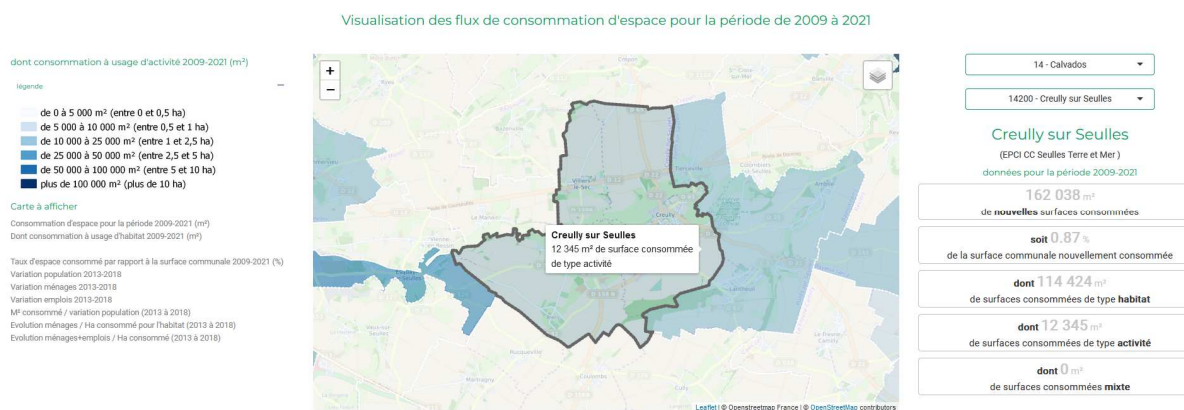 Visualisation des flux de consommation d'espace pour la période de 2009 à 2021
dont consommation à usage d'activité 2009-2021 (m²)
légende
de 0 à 5 000 m² (entre 0 et 0,5 ha)
de 5 000 à 10 000 m² (entre 0,5 et 1 ha)
de 10 000 à 25 000 m² (entre 1 et 2,5 ha)
de 25 000 à 50 000 m² (entre 2,5 et 5 ha)
de 50 000 à 100 000 m² (entre 5 et 10 ha)
plus de 100 000 m² (plus de 10 ha)
Carte à afficher
Consommation d'espace pour la période 2009-2021 (m²)
Dont consommation à usage d'habitat 2009-2021 (m²)
Taux d'espace consommé par rapport à la surface communale 2009-2021 (%)
Variation population 2013-2018
Variation ménages 2013-2018
Variation emplois 2013-2018
M² consommé / variation population (2013 à 2018)
Evolution ménages / Ha consommé pour l'habitat (2013 à 2018)
Evolution ménages+emplois / Ha consommé (2013 à 2018)
+
−
Creully
Creully sur Seulles
12 345 m² de surface consommée
de type activité
Lantheuil
Cully
Leaflet | © Openstreetmap France | © OpenStreetMap contributors
14 - Calvados
14200 - Creully sur Seulles
Creully sur Seulles
(EPCI CC Seulles Terre et Mer )
données pour la période 2009-2021
162 038 m²
de nouvelles surfaces consommées
soit 0.87 %
de la surface communale nouvellement consommée
dont 114 424 m²
de surfaces consommées de type habitat
dont 12 345 m²
de surfaces consommées de type activité
dont 0 m²
de surfaces consommées mixte